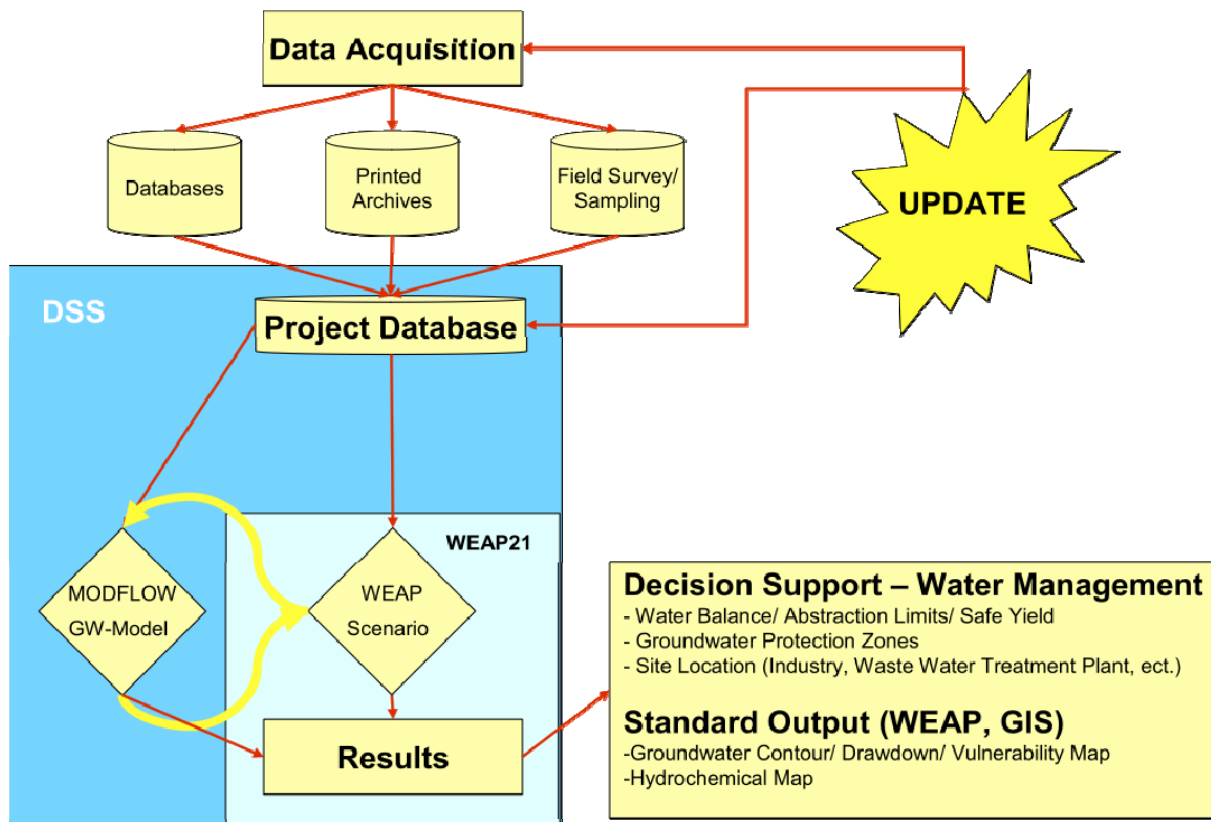 Data Acquisition
Databases
Printed
Archives
Field Survey/
Sampling
UPDATE
DSS
Project Database
WEAP21
MODFLOW
GW-Model
WEAP
Scenario
Results
Decision Support – Water Management
- Water Balance/ Abstraction Limits/ Safe Yield
- Groundwater Protection Zones
- Site Location (Industry, Waste Water Treatment Plant, ect.)
Standard Output (WEAP, GIS)
-Groundwater Contour/ Drawdown/ Vulnerability Map
-Hydrochemical Map